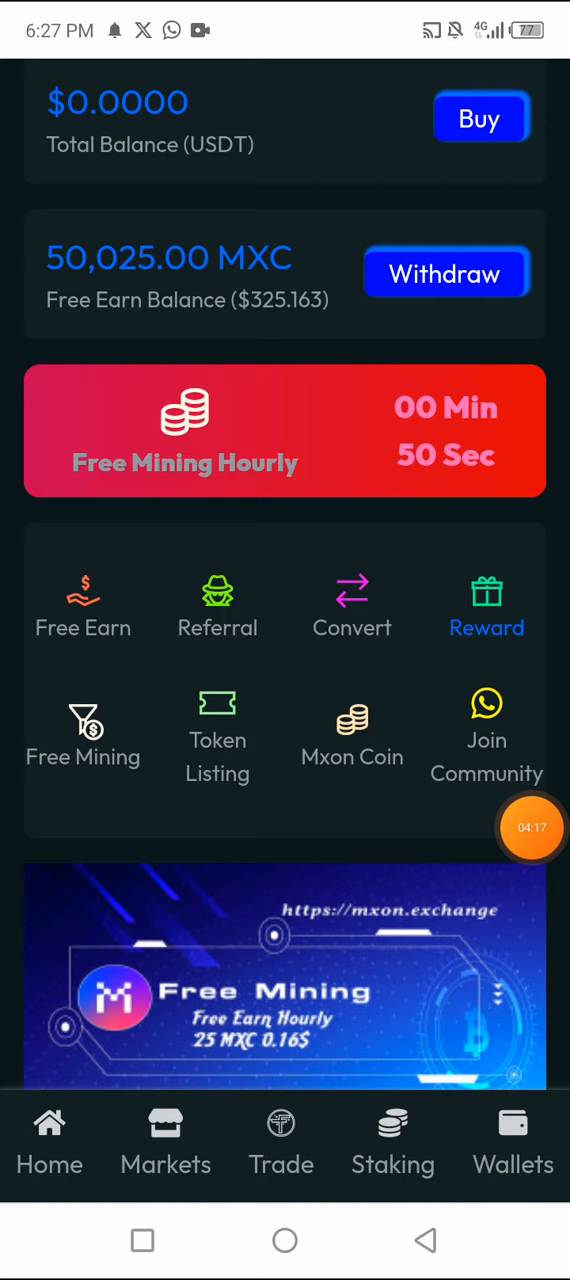 6:27 PM
4G
77
$0.0000
Total Balance (USDT)
Buy
50,025.00 MXC
Free Earn Balance ($325.163)
Withdraw
Free Mining Hourly
00 Min
50 Sec
Free Earn
Referral
Convert
Reward
Free Mining
Token
Listing
Mxon Coin
Join
Community
04:17
https://mxon.exchange
Free Mining
Free Earn Hourly
25 MXC 0.16$
Home
Markets
Trade
Staking
Wallets